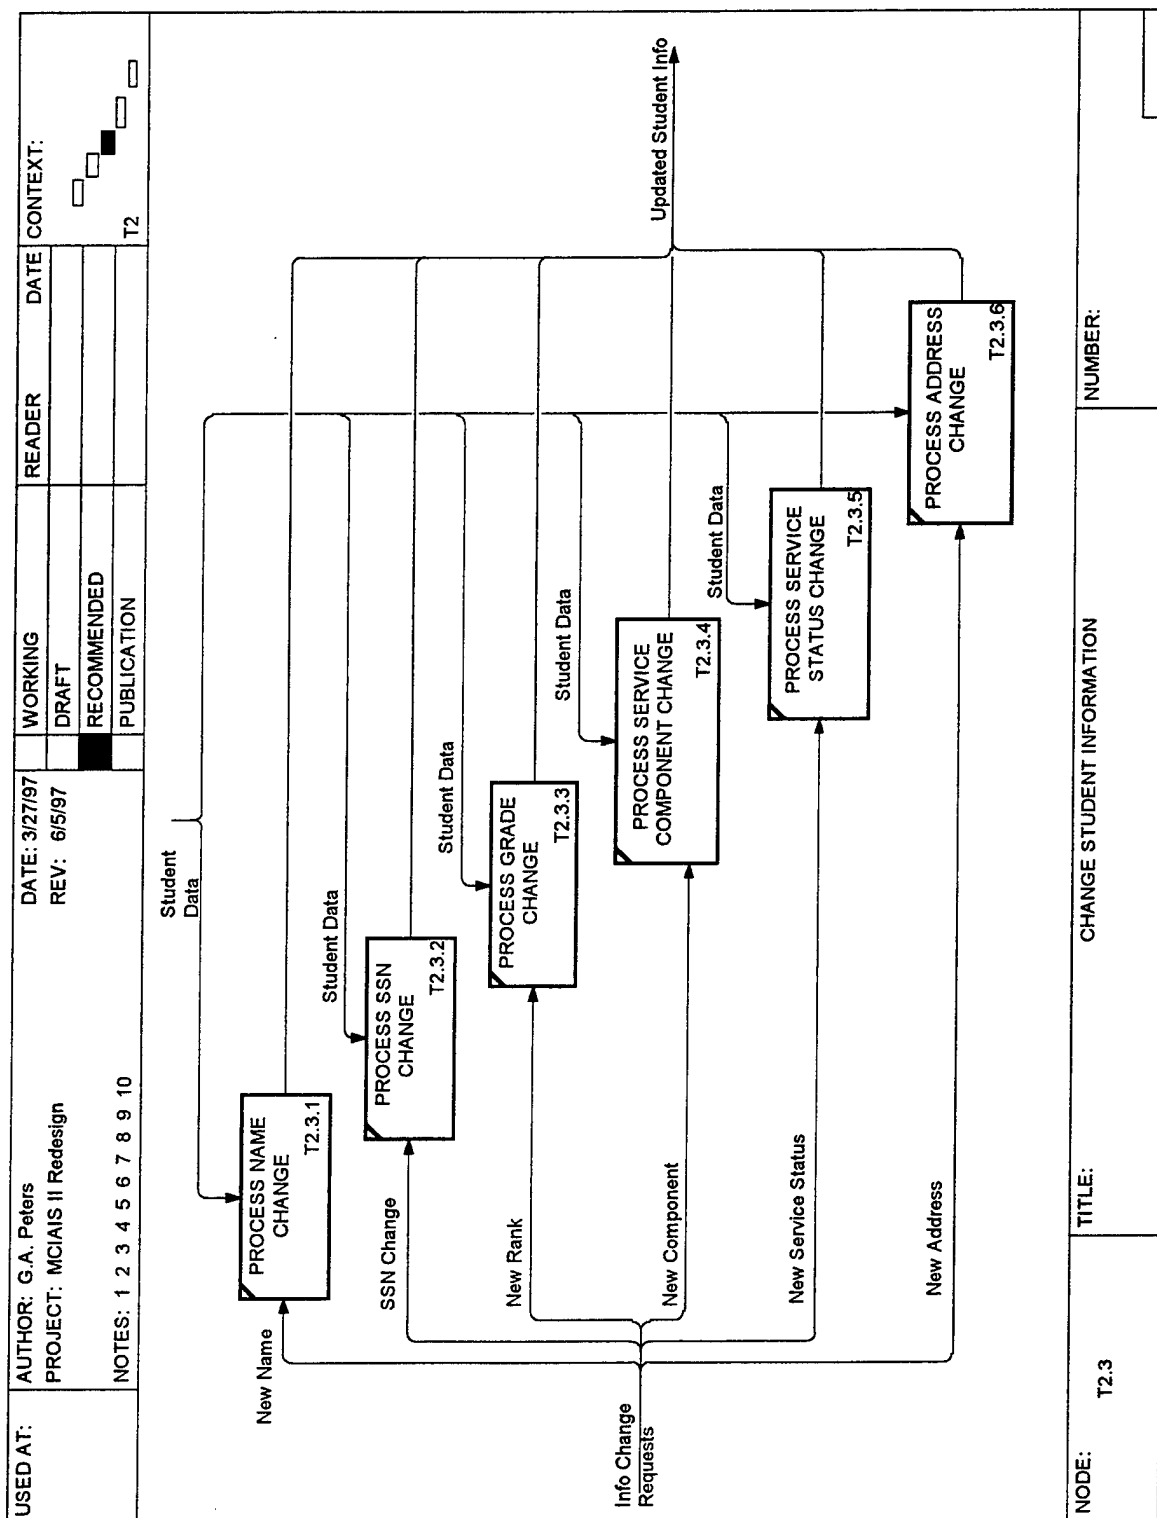 USED AT:
AUTHOR: G.A. Peters
PROJECT: MCIAIS II Redesign
NOTES: 1 2 3 4 5 6 7 8 9 10
DATE: 3/27/97
REV: 6/5/97
WORKING
DRAFT
RECOMMENDED
PUBLICATION
READER
DATE
CONTEXT:
T2
Student
Data
New Name
PROCESS NAME
CHANGE
T2.3.1
Student Data
SSN Change
PROCESS SSN
CHANGE
T2.3.2
Student Data
New Rank
PROCESS GRADE
CHANGE
T2.3.3
Student Data
Info Change
Requests
New Component
PROCESS SERVICE
COMPONENT CHANGE
T2.3.4
Updated Student Info
Student Data
New Service Status
PROCESS SERVICE
STATUS CHANGE
T2.3.5
New Address
PROCESS ADDRESS
CHANGE
T2.3.6
NODE:
T2.3
TITLE:
CHANGE STUDENT INFORMATION
NUMBER: